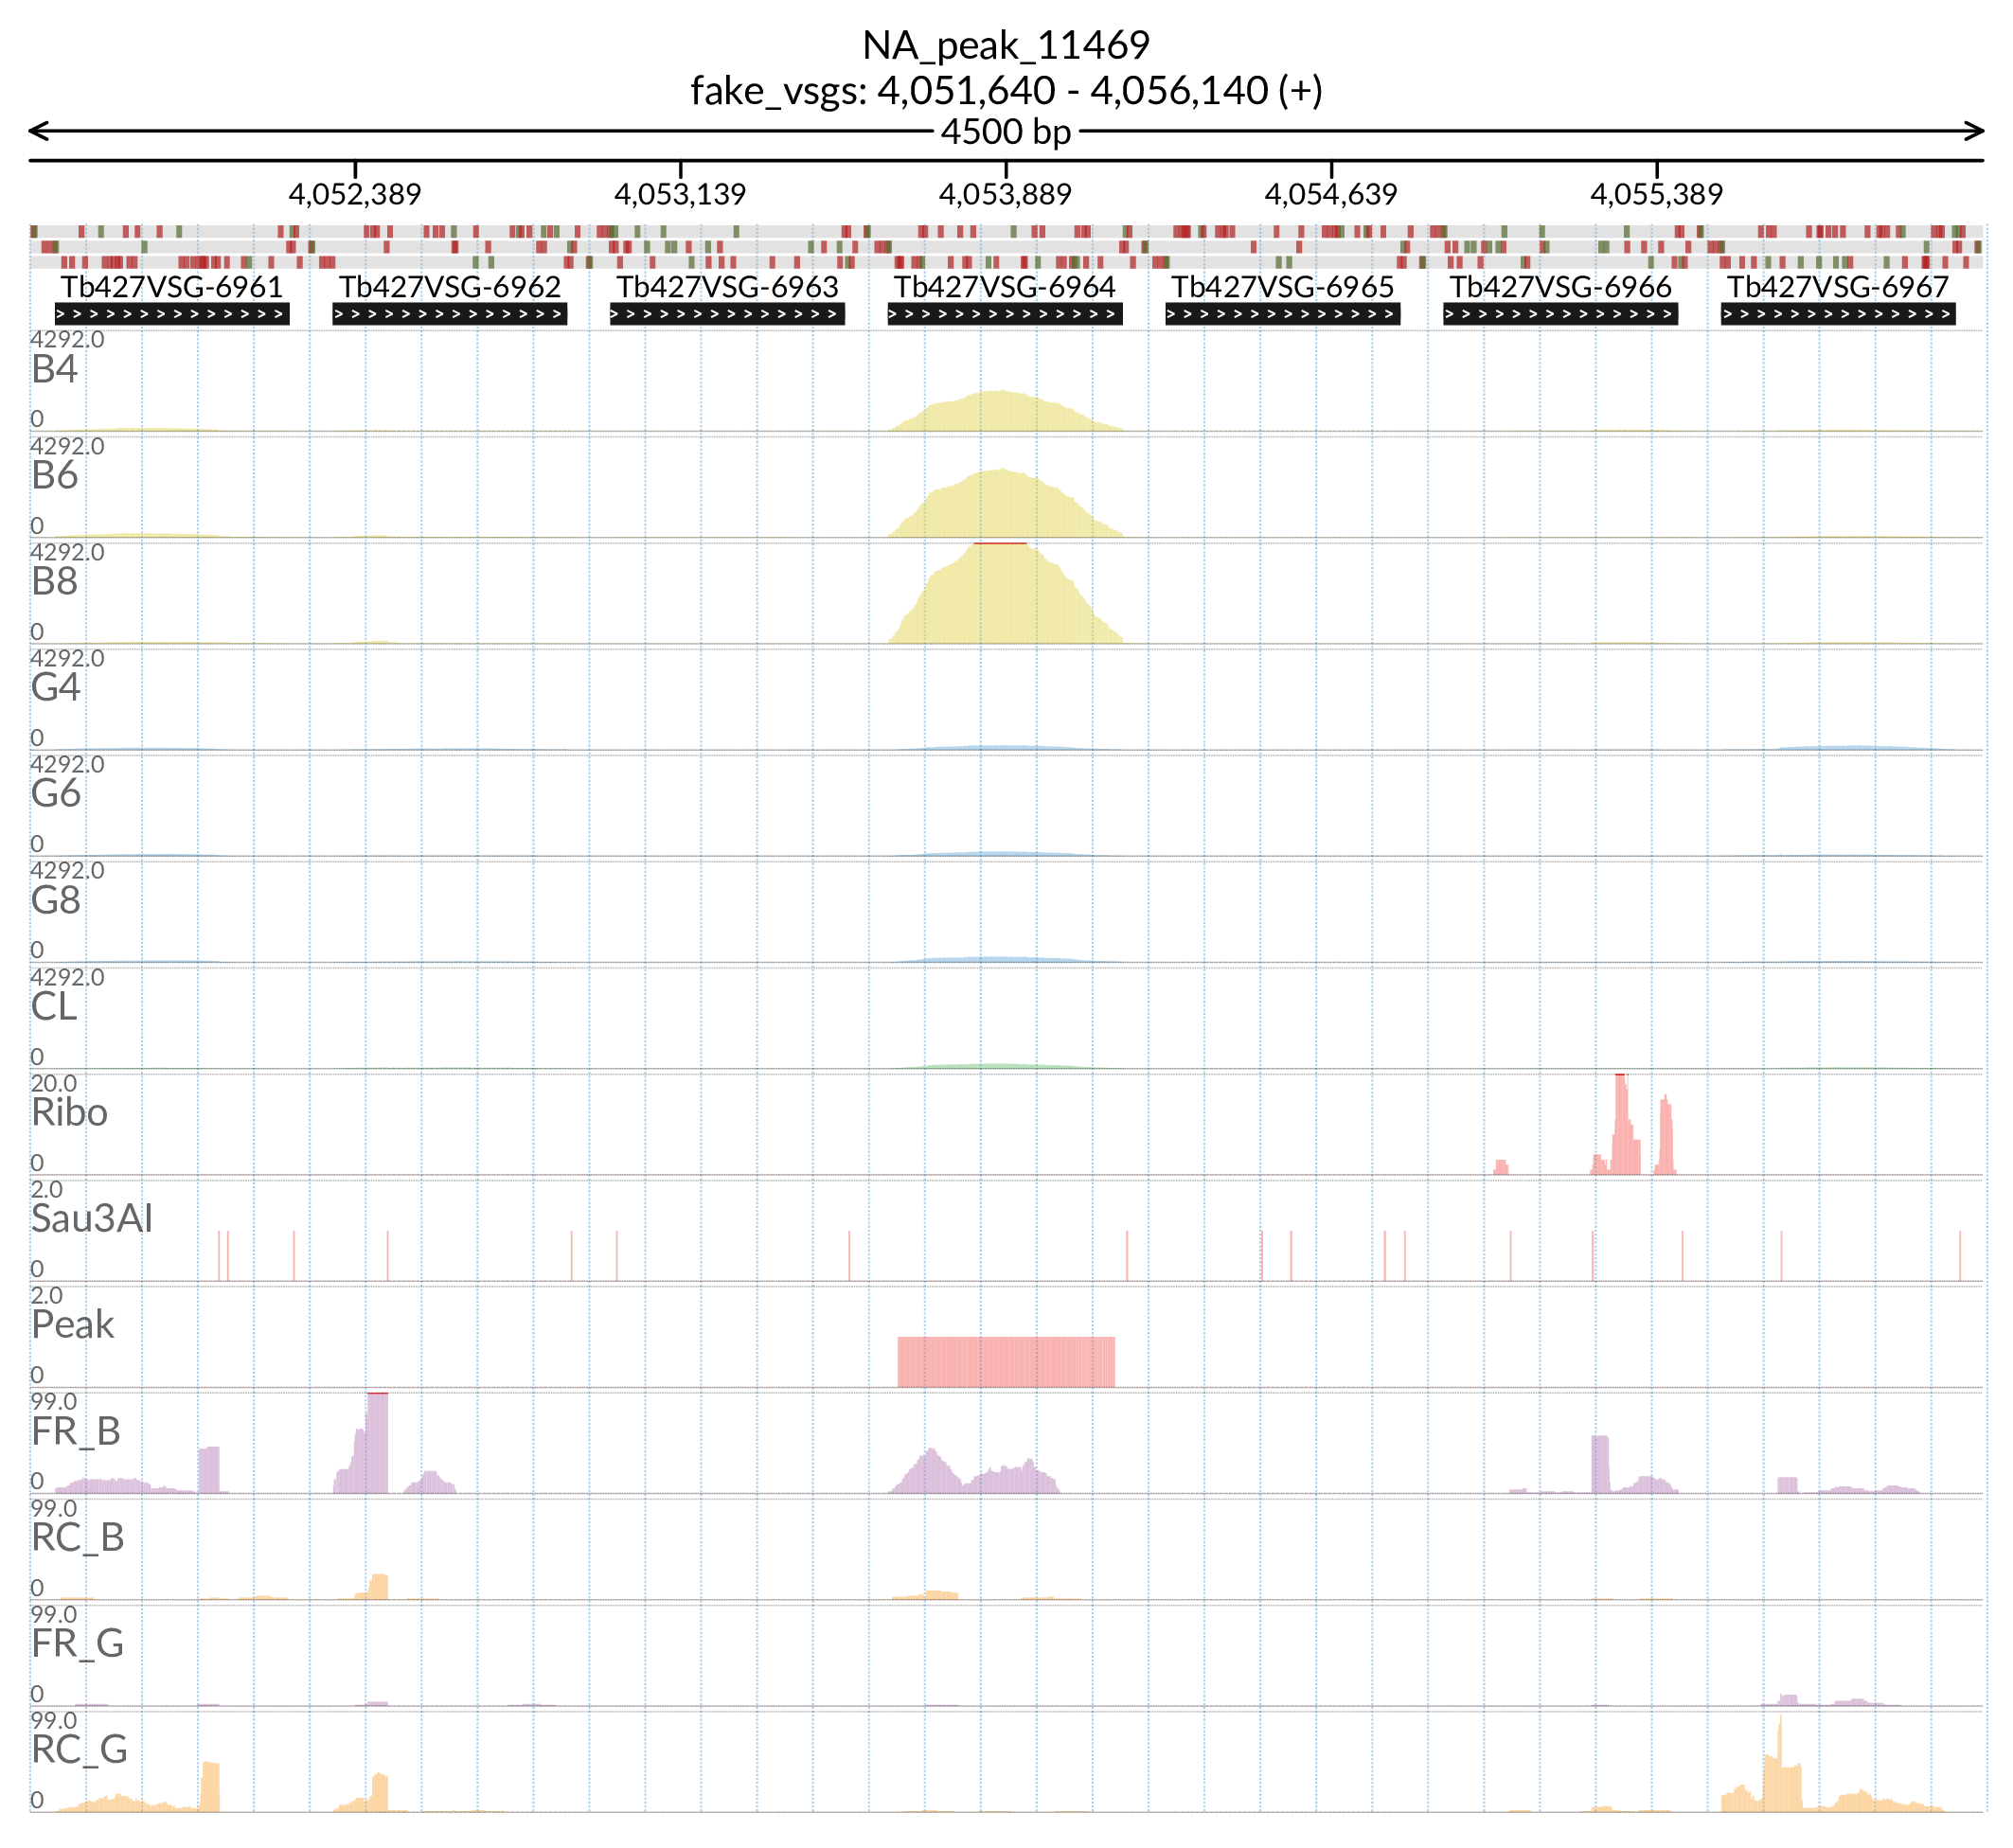 NA_peak_11469
fake_vsgs: 4,051,640 - 4,056,140 (+)
4500 bp
4,052,389 4,053,139 4,053,889 4,054,639 4,055,389
Tb427VSG-6961 Tb427VSG-6962 Tb427VSG-6963 Tb427VSG-6964 Tb427VSG-6965 Tb427VSG-6966 Tb427VSG-6967
4292.0
B4
0
4292.0
B6
0
4292.0
B8
0
4292.0
G4
0
4292.0
G6
0
4292.0
G8
0
4292.0
CL
0
20.0
Ribo
0
2.0
Sau3AI
0
2.0
Peak
0
99.0
FR_B
0
99.0
RC_B
0
99.0
FR_G
0
99.0
RC_G
0